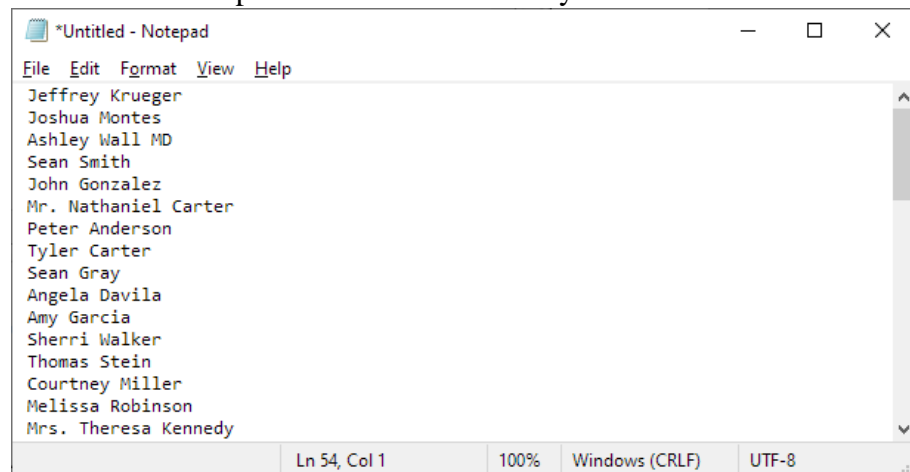 *Untitled - Notepad
File Edit Format View Help
Jeffrey Krueger
Joshua Montes
Ashley Wall MD
Sean Smith
John Gonzalez
Mr. Nathaniel Carter
Peter Anderson
Tyler Carter
Sean Gray
Angela Davila
Amy Garcia
Sherri Walker
Thomas Stein
Courtney Miller
Melissa Robinson
Mrs. Theresa Kennedy
Ln 54, Col 1 100% Windows (CRLF) UTF-8